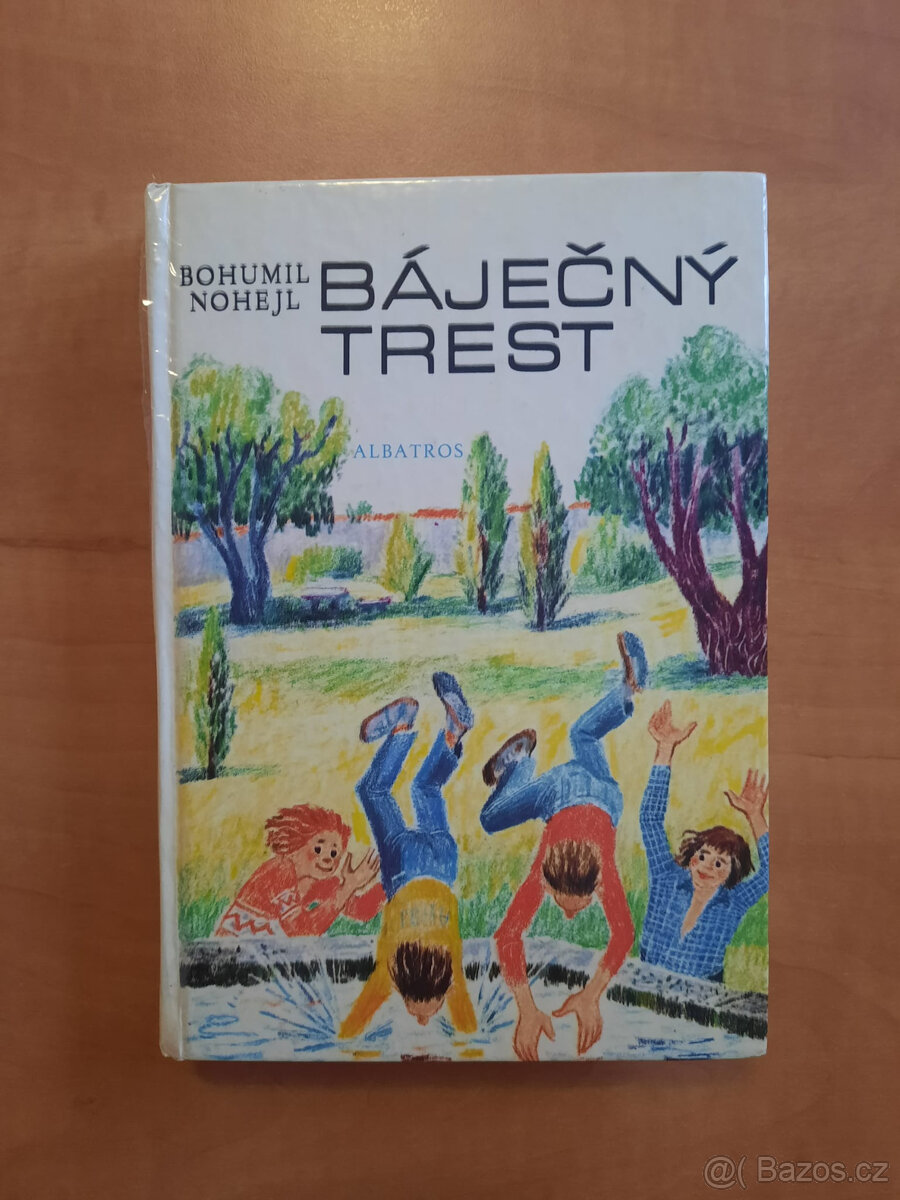 BOHUMIL
NOHEJL
BÁJEČNÝ
TREST
ALBATROS
@( Bazos.cz